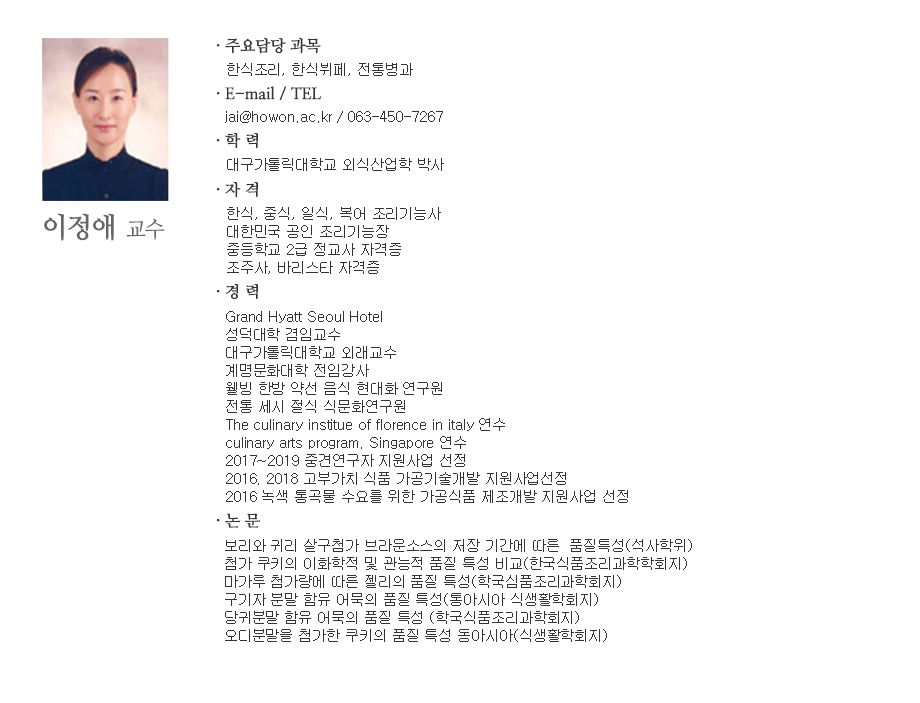 이정애 교수
· 주요담당 과목
한식조리, 한식뷔페, 전통병과
· E-mail / TEL
jai@howon.ac.kr / 063-450-7267
· 학 력
대구가톨릭대학교 외식산업학 박사
· 자 격
한식, 중식, 일식, 복어 조리기능사
대한민국 공인 조리기능장
중등학교 2급 정교사 자격증
조주사, 바리스타 자격증
· 경 력
Grand Hyatt Seoul Hotel
성덕대학 겸임교수
대구가톨릭대학교 외래교수
계명문화대학 전임강사
웰빙 한방 약선 음식 현대화 연구원
전통 세시 절식 식문화연구원
The culinary institue of florence in italy 연수
culinary arts program, Singapore 연수
2017~2019 중견연구자 지원사업 선정
2016, 2018 고부가치 식품 가공기술개발 지원사업선정
2016 녹색 통곡물 수요를 위한 가공식품 제조개발 지원사업 선정
· 논 문
보리와 귀리 살구첨가 브라운소스의 저장 기간에 따른 품질특성(석사학위)
첨가 쿠키의 이화학적 및 관능적 품질 특성 비교(한국식품조리과학학회지)
마가루 첨가량에 따른 젤리의 품질 특성(학국심품조리과학회지)
구기자 분말 함유 어묵의 품질 특성(통아시아 식생활학회지)
당귀분말 함유 어묵의 품질 특성 (학국식품조리과학회지)
오디분말을 첨가한 쿠키의 품질 특성 동아시아(식생활학회지)